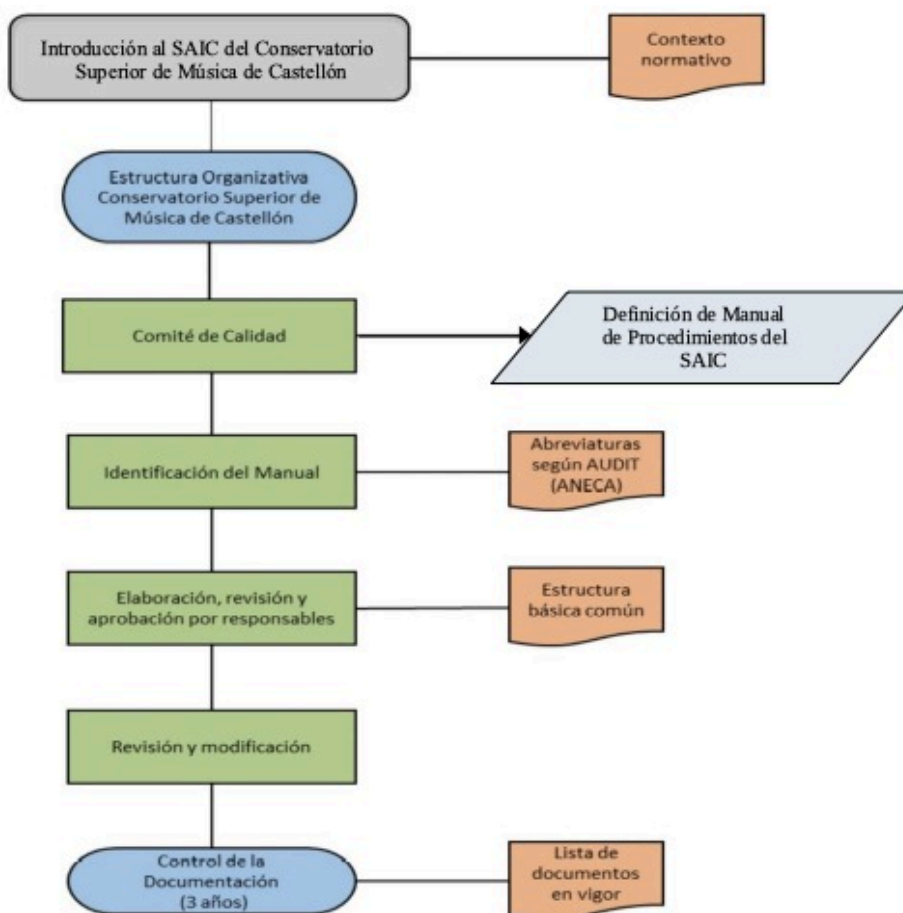 Introducción al SAIC del Conservatorio
Superior de Música de Castellón
Contexto
normativo
Estructura Organizativa
Conservatorio Superior de
Música de Castellón
Comité de Calidad
Definición de Manual
de Procedimientos del
SAIC
Identificación del Manual
Abreviaturas
según AUDIT
(ANECA)
Elaboración, revisión y
aprobación por responsables
Estructura
básica común
Revisión y modificación
Control de la
Documentación
(3 años)
Lista de
documentos
en vigor